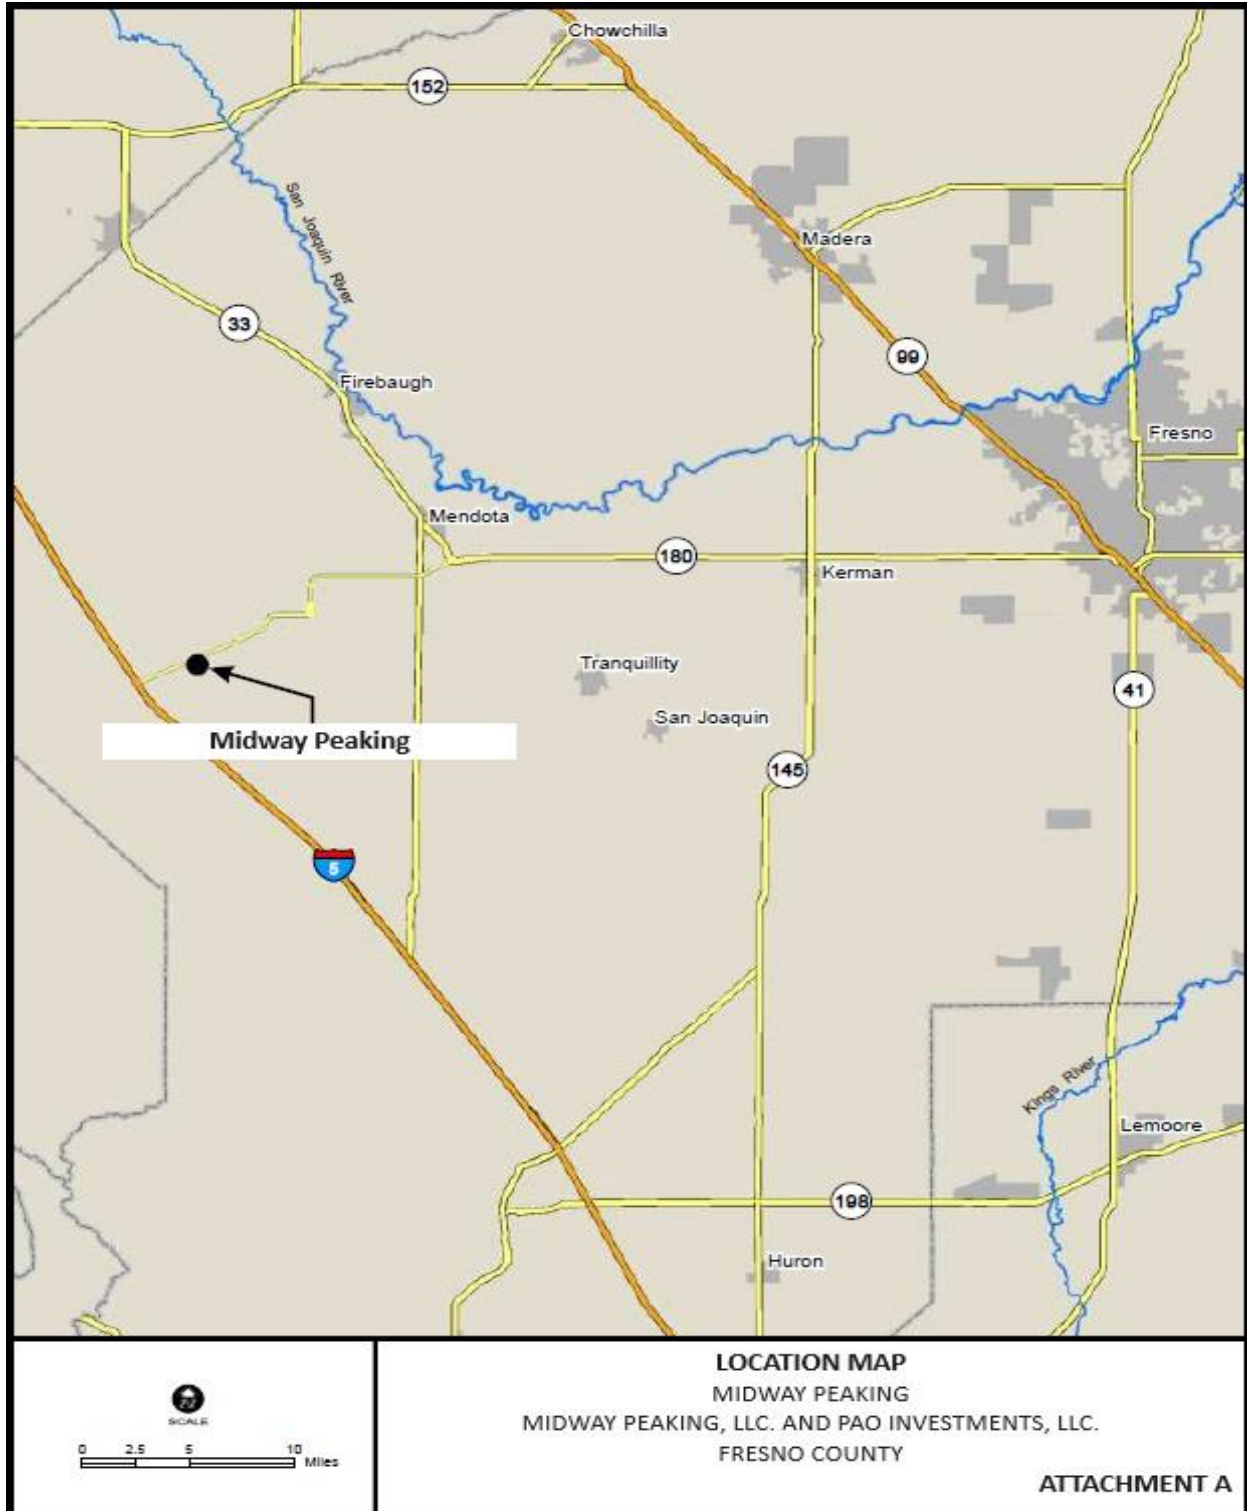 Chowchilla
152
San Joaquin River
Madera
33
99
Firebaugh
Fresno
Mendota
180
Kerman
Tranquillity
41
San Joaquin
Midway Peaking
145
5
Kings River
Lemoore
198
Huron
SCALE
0 2.5 5 10 Miles
LOCATION MAP
MIDWAY PEAKING
MIDWAY PEAKING, LLC. AND PAO INVESTMENTS, LLC.
FRESNO COUNTY
ATTACHMENT A